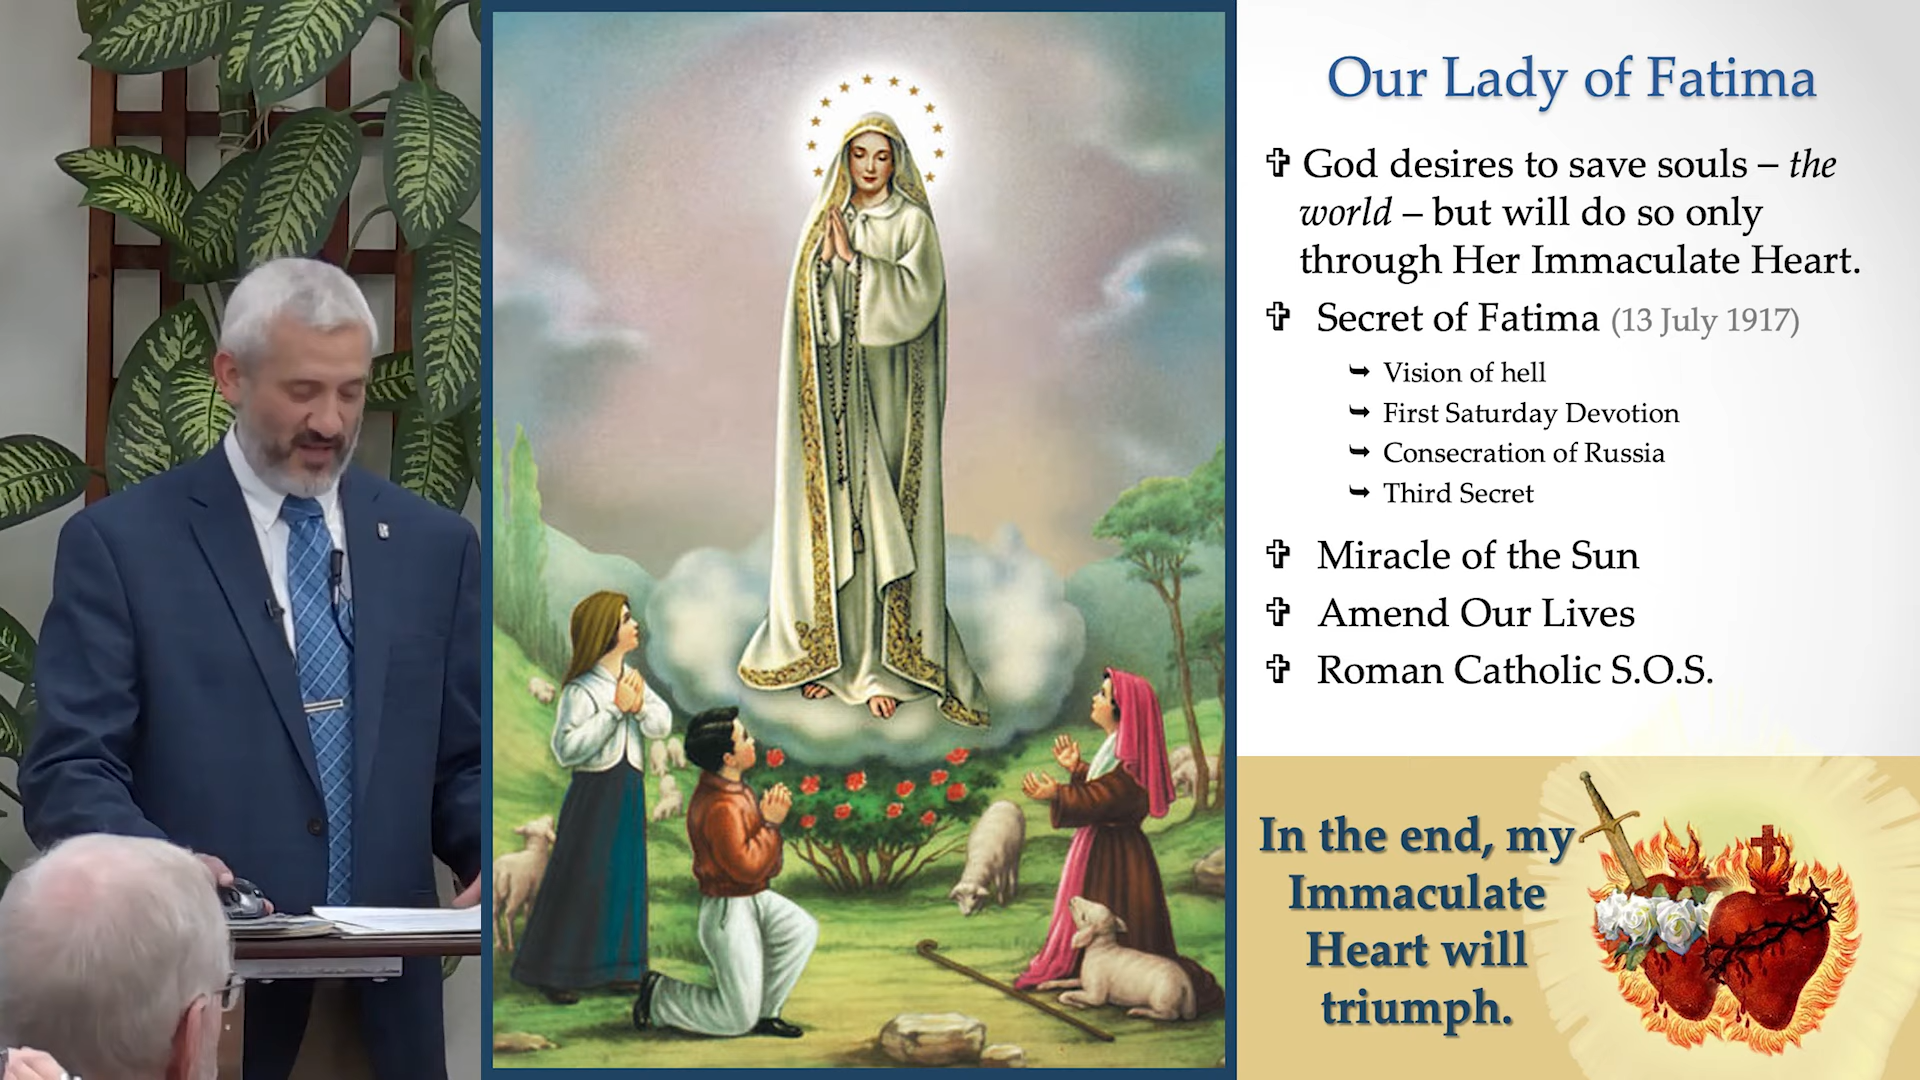 Our Lady of Fatima
✞ God desires to save souls – the
world – but will do so only
through Her Immaculate Heart.
✞ Secret of Fatima (13 July 1917)
➥ Vision of hell
➥ First Saturday Devotion
➥ Consecration of Russia
➥ Third Secret
✞ Miracle of the Sun
✞ Amend Our Lives
✞ Roman Catholic S.O.S.
In the end, my
Immaculate
Heart will
triumph.